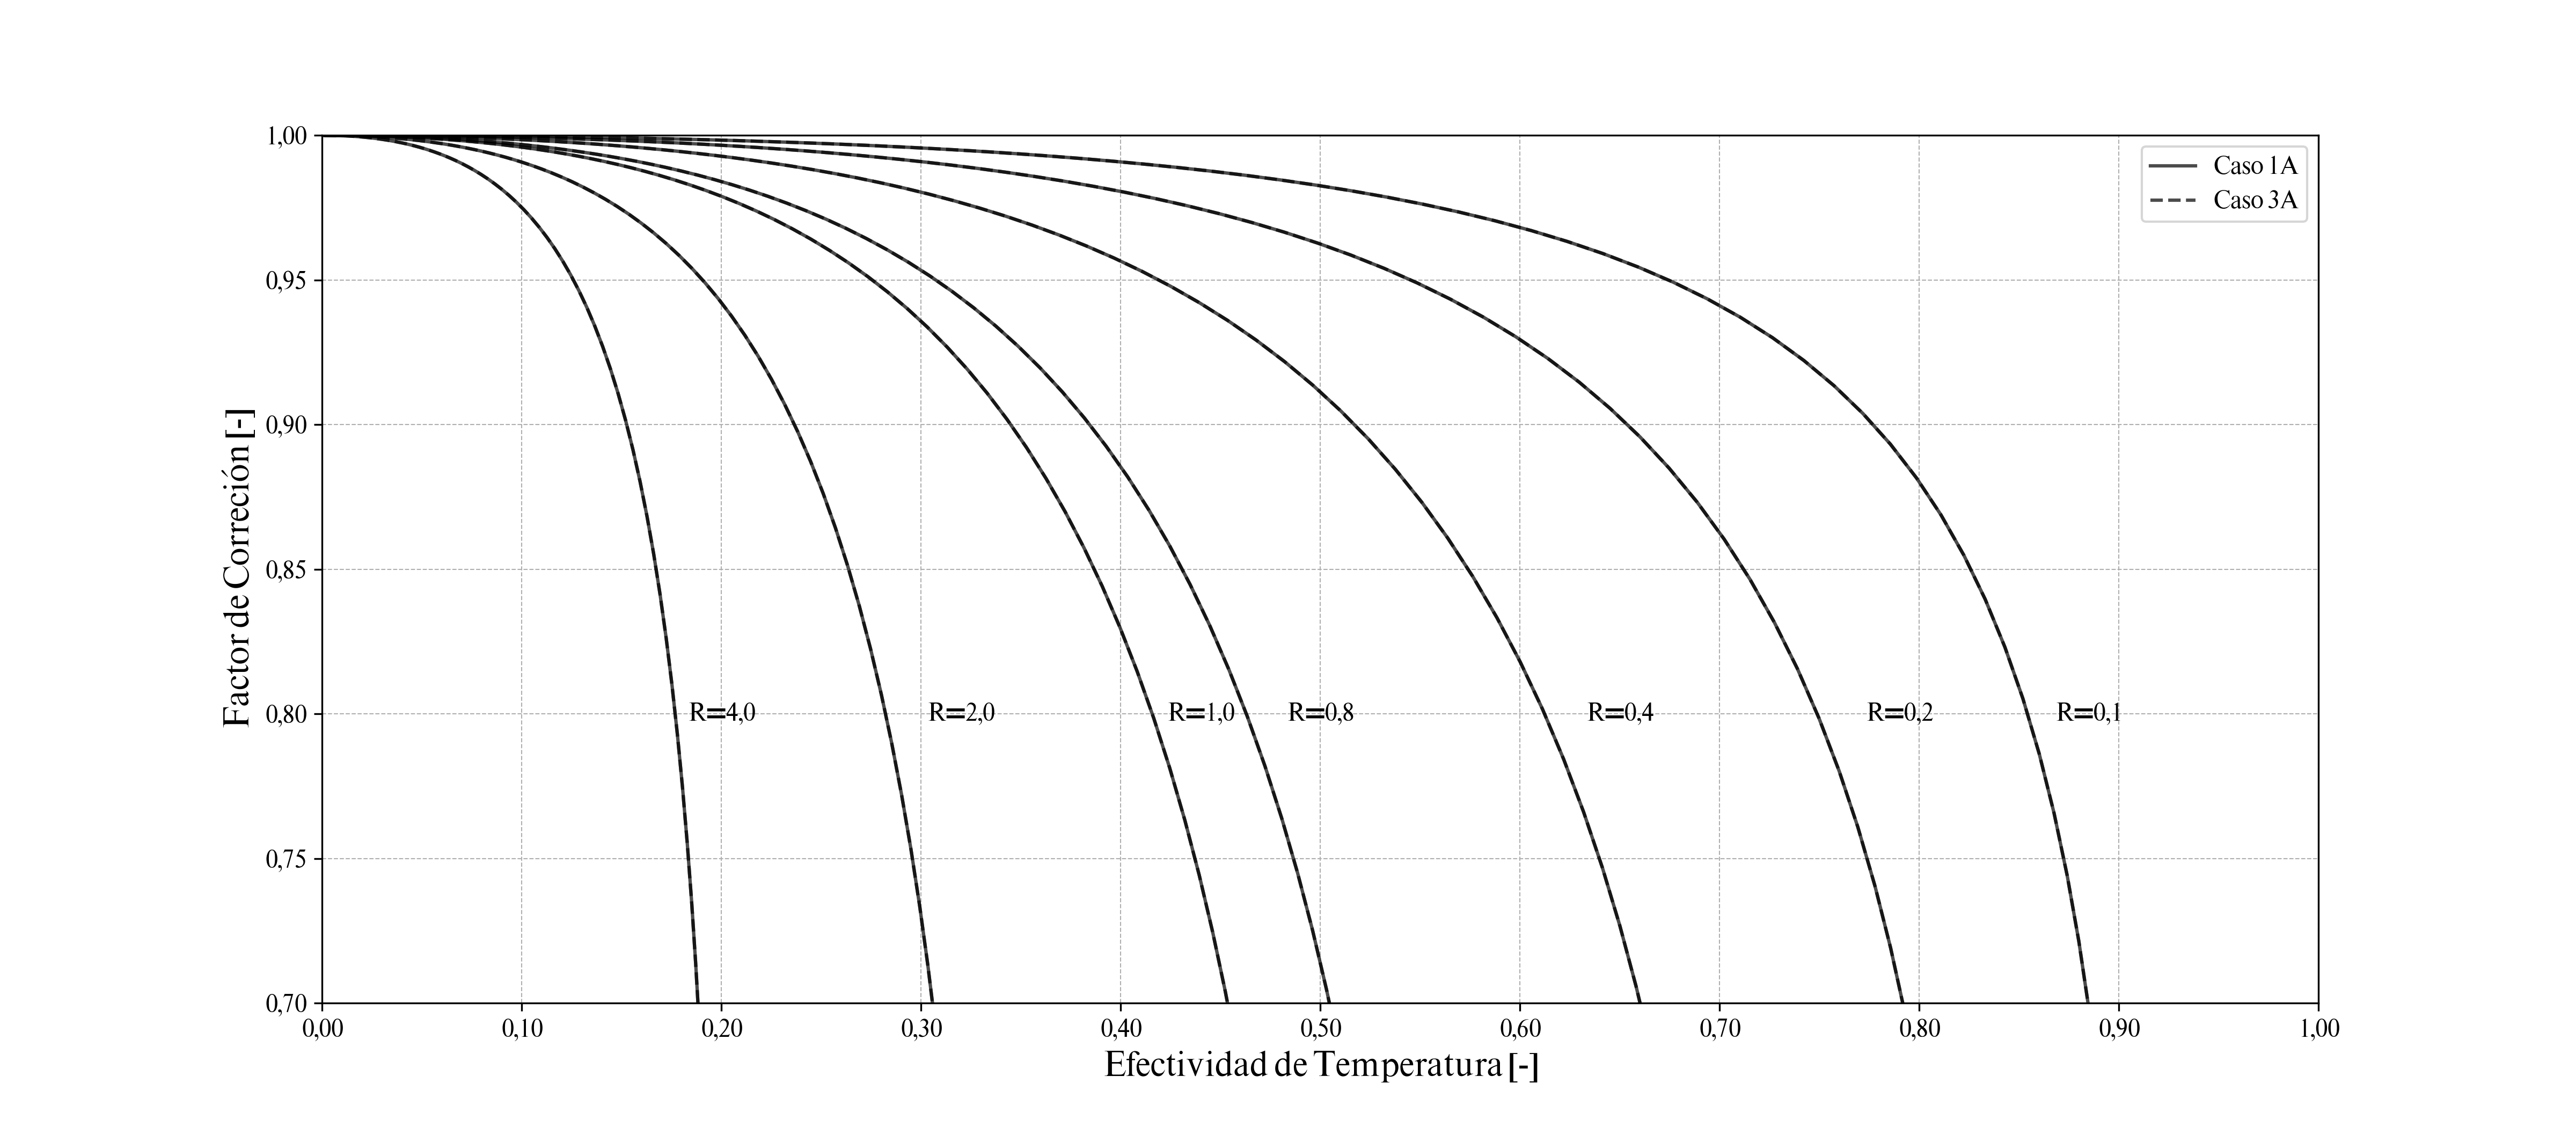 1,00
0,95
0,90
0,85
0,80
0,75
0,70
Factor de Correción [-]
Caso 1A
Caso 3A
R=4,0
R=2,0
R=1,0
R=0,8
R=0,4
R=0,2
R=0,1
0,00
0,10
0,20
0,30
0,40
0,50
0,60
0,70
0,80
0,90
1,00
Efectividad de Temperatura [-]